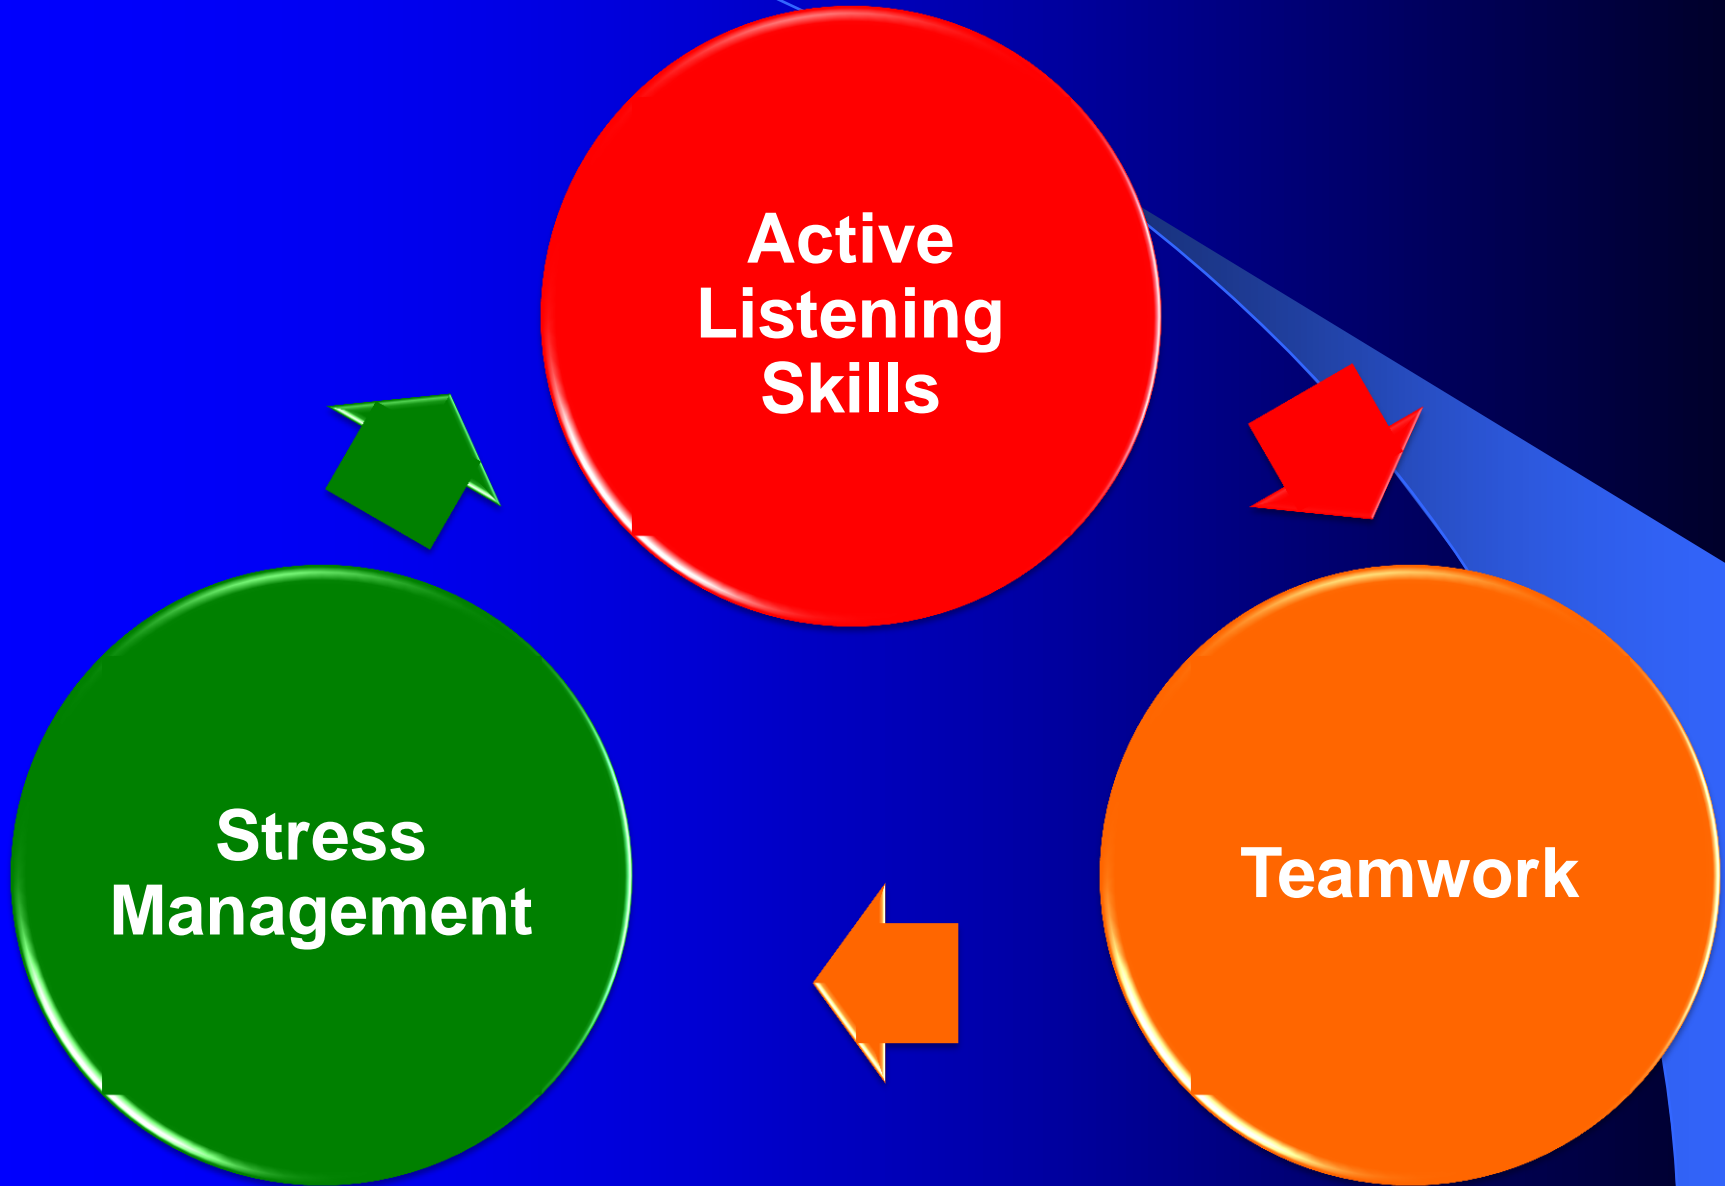 Active
Listening
Skills
Stress
Management
Teamwork